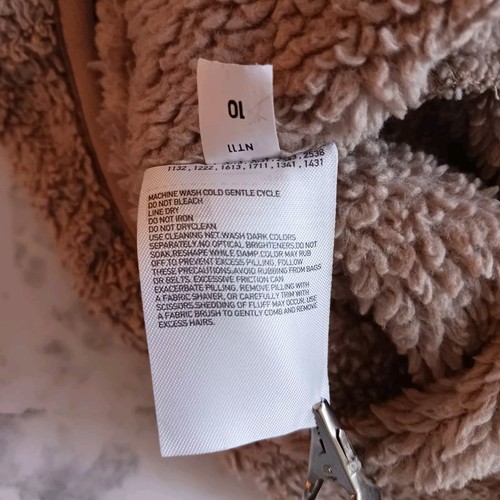 10
NT11
1132, 1222, 1613, 1711, 1341, 1431
MACHINE WASH COLD GENTLE CYCLE
DO NOT BLEACH
LINE DRY
DO NOT IRON
DO NOT DRYCLEAN
USE CLEANING NET.WASH DARK COLORS
SEPARATELY.NO OPTICAL BRIGHTENERS.DO NOT
SOAK.RESHAPE WHILE DAMP.COLOR MAY RUB
OFF.TO PREVENT EXCESS PILLING, FOLLOW
THESE PRECAUTIONS.AVOID RUBBING FROM BAGS
OR BELTS. EXCESSIVE FRICTION CAN
EXACERBATE PILLING. REMOVE PILLING WITH
A FABRIC SHAVER, OR CAREFULLY TRIM WITH
SCISSORS.SHEDDING OF FLUFF MAY OCCUR. USE
A FABRIC BRUSH TO GENTLY COMB AND REMOVE
EXCESS HAIRS.